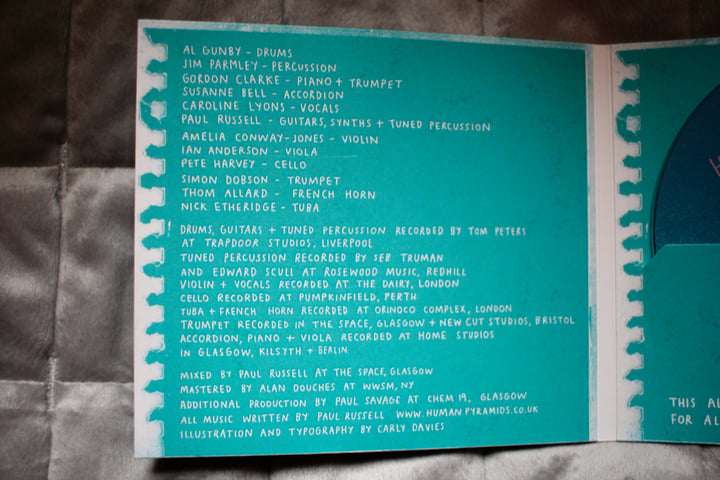 AL GUNBY - DRUMS
JIM PARMLEY - PERCUSSION
GORDON CLARKE - PIANO + TRUMPET
SUSANNE BELL - ACCORDION
CAROLINE LYONS - VOCALS
PAUL RUSSELL - GUITARS, SYNTHS + TUNED PERCUSSION
AMELIA CONWAY-JONES - VIOLIN
IAN ANDERSON - VIOLA
PETE HARVEY - CELLO
SIMON DOBSON - TRUMPET
THOM ALLARD - FRENCH HORN
NICK ETHERIDGE - TUBA
DRUMS, GUITARS + TUNED PERCUSSION RECORDED BY TOM PETERS
AT TRAPDOOR STUDIOS, LIVERPOOL
TUNED PERCUSSION RECORDED BY SEB TRUMAN
AND EDWARD SCULL AT ROSEWOOD MUSIC, REDHILL
VIOLIN + VOCALS RECORDED AT THE DAIRY, LONDON
CELLO RECORDED AT PUMPKINFIELD, PERTH
TUBA + FRENCH HORN RECORDED AT ORINOCO COMPLEX, LONDON
TRUMPET RECORDED IN THE SPACE, GLASGOW + NEW CUT STUDIOS, BRISTOL
ACCORDION, PIANO + VIOLA RECORDED AT HOME STUDIOS
IN GLASGOW, KILSYTH + BERLIN
MIXED BY PAUL RUSSELL AT THE SPACE, GLASGOW
MASTERED BY ALAN DOUCHES AT WWSM, NY
ADDITIONAL PRODUCTION BY PAUL SAVAGE AT CHEM 19, GLASGOW
ALL MUSIC WRITTEN BY PAUL RUSSELL WWW.HUMANPYRAMIDS.CO.UK
ILLUSTRATION AND TYPOGRAPHY BY CARLY DAVIES
THIS AL
FOR AL